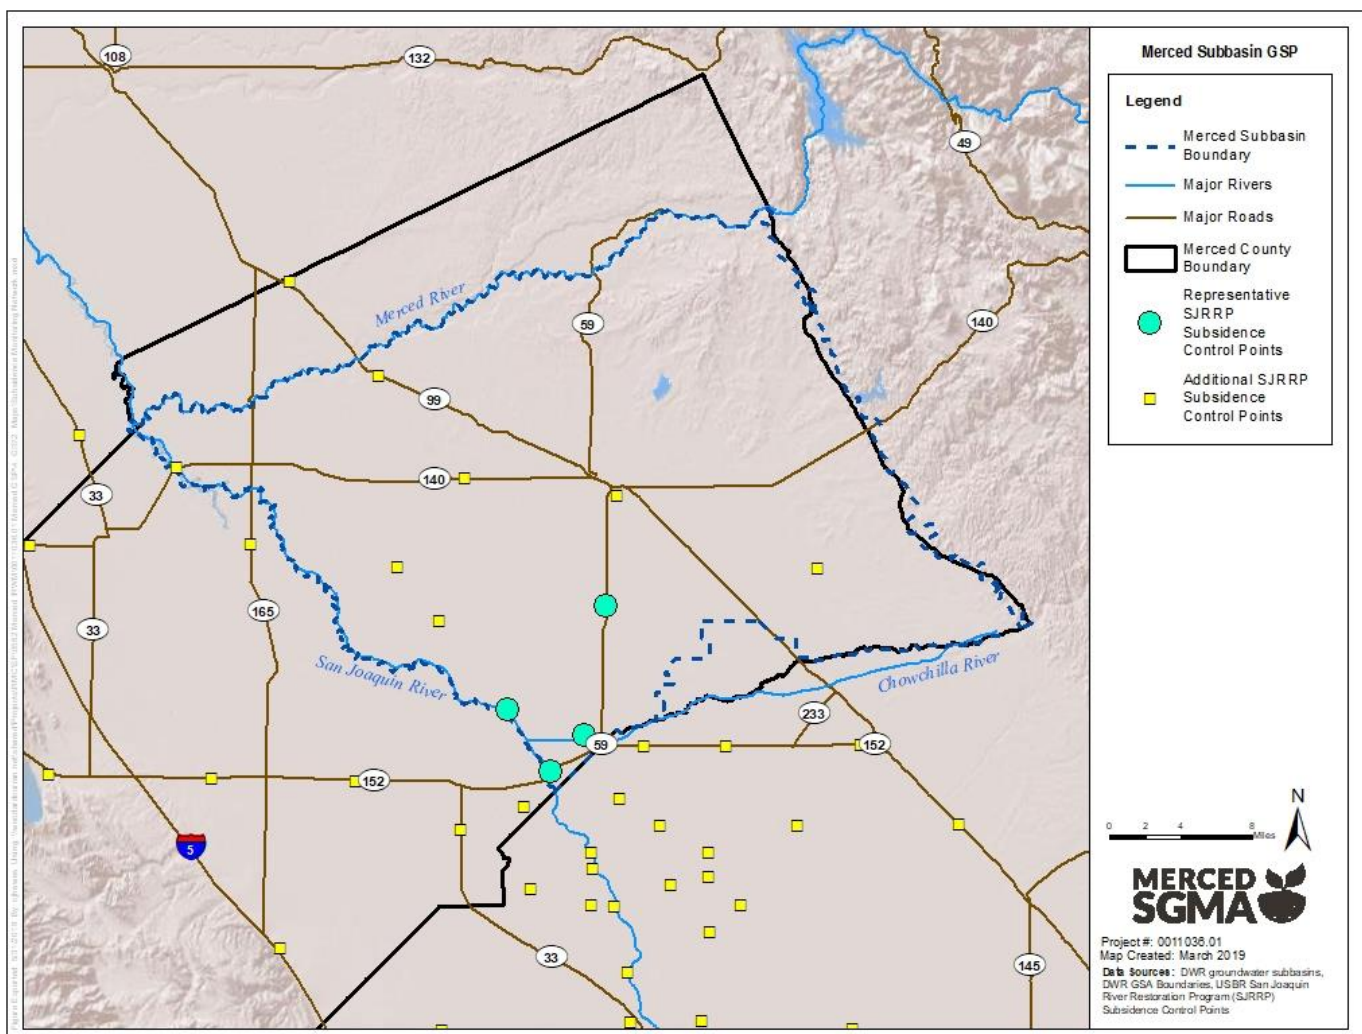 108
132
49
Merced River
59
140
99
140
33
165
33
San Joaquin River
Chowchilla River
233
59
152
152
5
33
145
Merced Subbasin GSP
Legend
Merced Subbasin
Boundary
Major Rivers
Major Roads
Merced County
Boundary
Representative
SJRRP
Subsidence
Control Points
Additional SJRRP
Subsidence
Control Points
N
0 2 4 8
Miles
MERCED
SGMA
Project #: 0011036.01
Map Created: March 2019
Data Sources: DWR groundwater subbasins,
DWR GSA Boundaries, USBR San Joaquin
River Restoration Program (SJRRP)
Subsidence Control Points